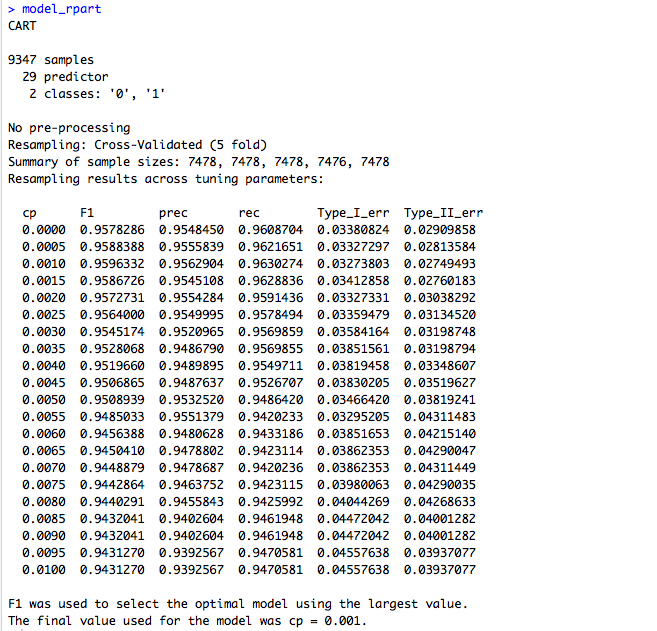 > model_rpart
CART

9347 samples
  29 predictor
   2 classes: '0', '1'

No pre-processing
Resampling: Cross-Validated (5 fold)
Summary of sample sizes: 7478, 7478, 7478, 7476, 7478
Resampling results across tuning parameters:

  cp      F1         prec       rec        Type_I_err  Type_II_err
  0.0000  0.9578286  0.9548450  0.9608704  0.03380824  0.02909858
  0.0005  0.9588388  0.9555839  0.9621651  0.03327297  0.02813584
  0.0010  0.9596332  0.9562904  0.9630274  0.03273803  0.02749493
  0.0015  0.9586726  0.9545108  0.9628836  0.03412858  0.02760183
  0.0020  0.9572731  0.9554284  0.9591436  0.03327331  0.03038292
  0.0025  0.9564000  0.9549995  0.9578494  0.03359479  0.03134520
  0.0030  0.9545174  0.9520965  0.9569859  0.03584164  0.03198748
  0.0035  0.9528068  0.9486790  0.9569855  0.03851561  0.03198794
  0.0040  0.9519660  0.9489895  0.9549711  0.03819458  0.03348607
  0.0045  0.9506865  0.9487637  0.9526707  0.03830205  0.03519627
  0.0050  0.9508939  0.9532520  0.9486420  0.03466420  0.03819241
  0.0055  0.9485033  0.9551379  0.9420233  0.03295205  0.04311483
  0.0060  0.9456388  0.9480628  0.9433186  0.03851653  0.04215140
  0.0065  0.9450410  0.9478802  0.9423114  0.03862353  0.04290047
  0.0070  0.9448879  0.9478687  0.9420236  0.03862353  0.04311449
  0.0075  0.9442864  0.9463752  0.9423115  0.03980063  0.04290035
  0.0080  0.9440291  0.9455843  0.9425992  0.04044269  0.04268633
  0.0085  0.9432041  0.9402604  0.9461948  0.04472042  0.04001282
  0.0090  0.9432041  0.9402604  0.9461948  0.04472042  0.04001282
  0.0095  0.9431270  0.9392567  0.9470581  0.04557638  0.03937077
  0.0100  0.9431270  0.9392567  0.9470581  0.04557638  0.03937077

F1 was used to select the optimal model using the largest value.
The final value used for the model was cp = 0.001.